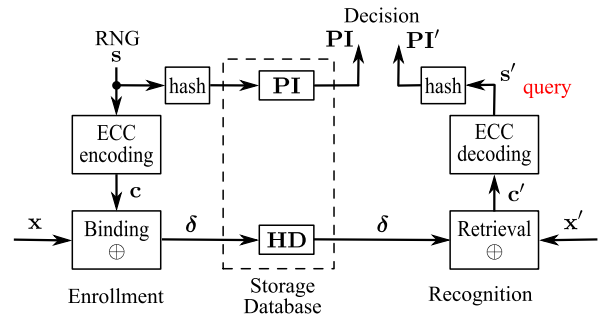 RNG
s
Decision
PI
PI′
hash
PI
hash
s′
query
ECC
encoding
ECC
decoding
c
c′
x
Binding
⊕
δ
HD
δ
Retrieval
⊕
x′
Enrollment
Storage
Database
Recognition